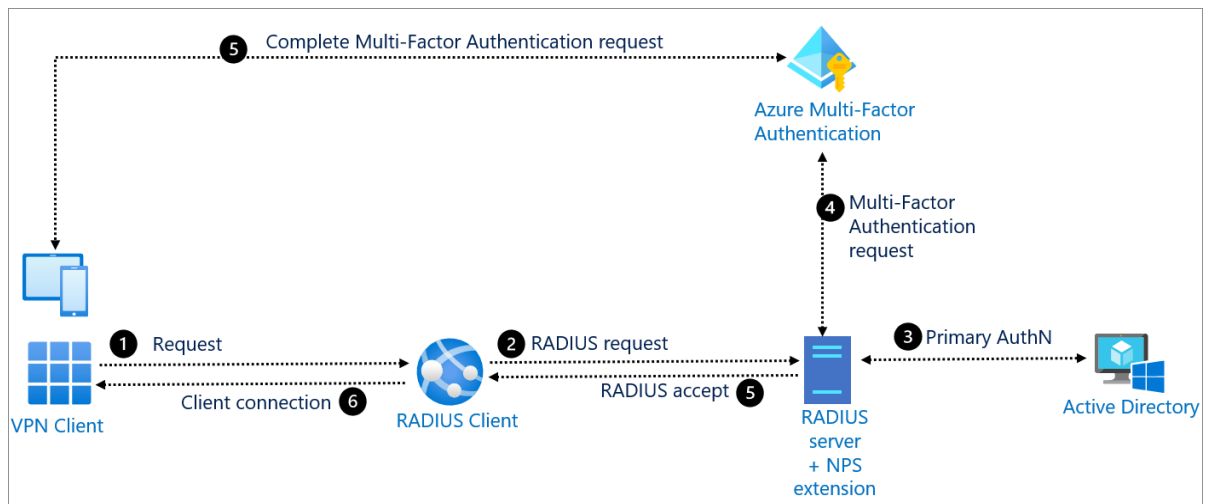 5 Complete Multi-Factor Authentication request
Azure Multi-Factor
Authentication
4 Multi-Factor
Authentication
request
1 Request
2 RADIUS request
3 Primary AuthN
RADIUS accept 5
Client connection 6
VPN Client
RADIUS Client
RADIUS
server
+ NPS
extension
Active Directory